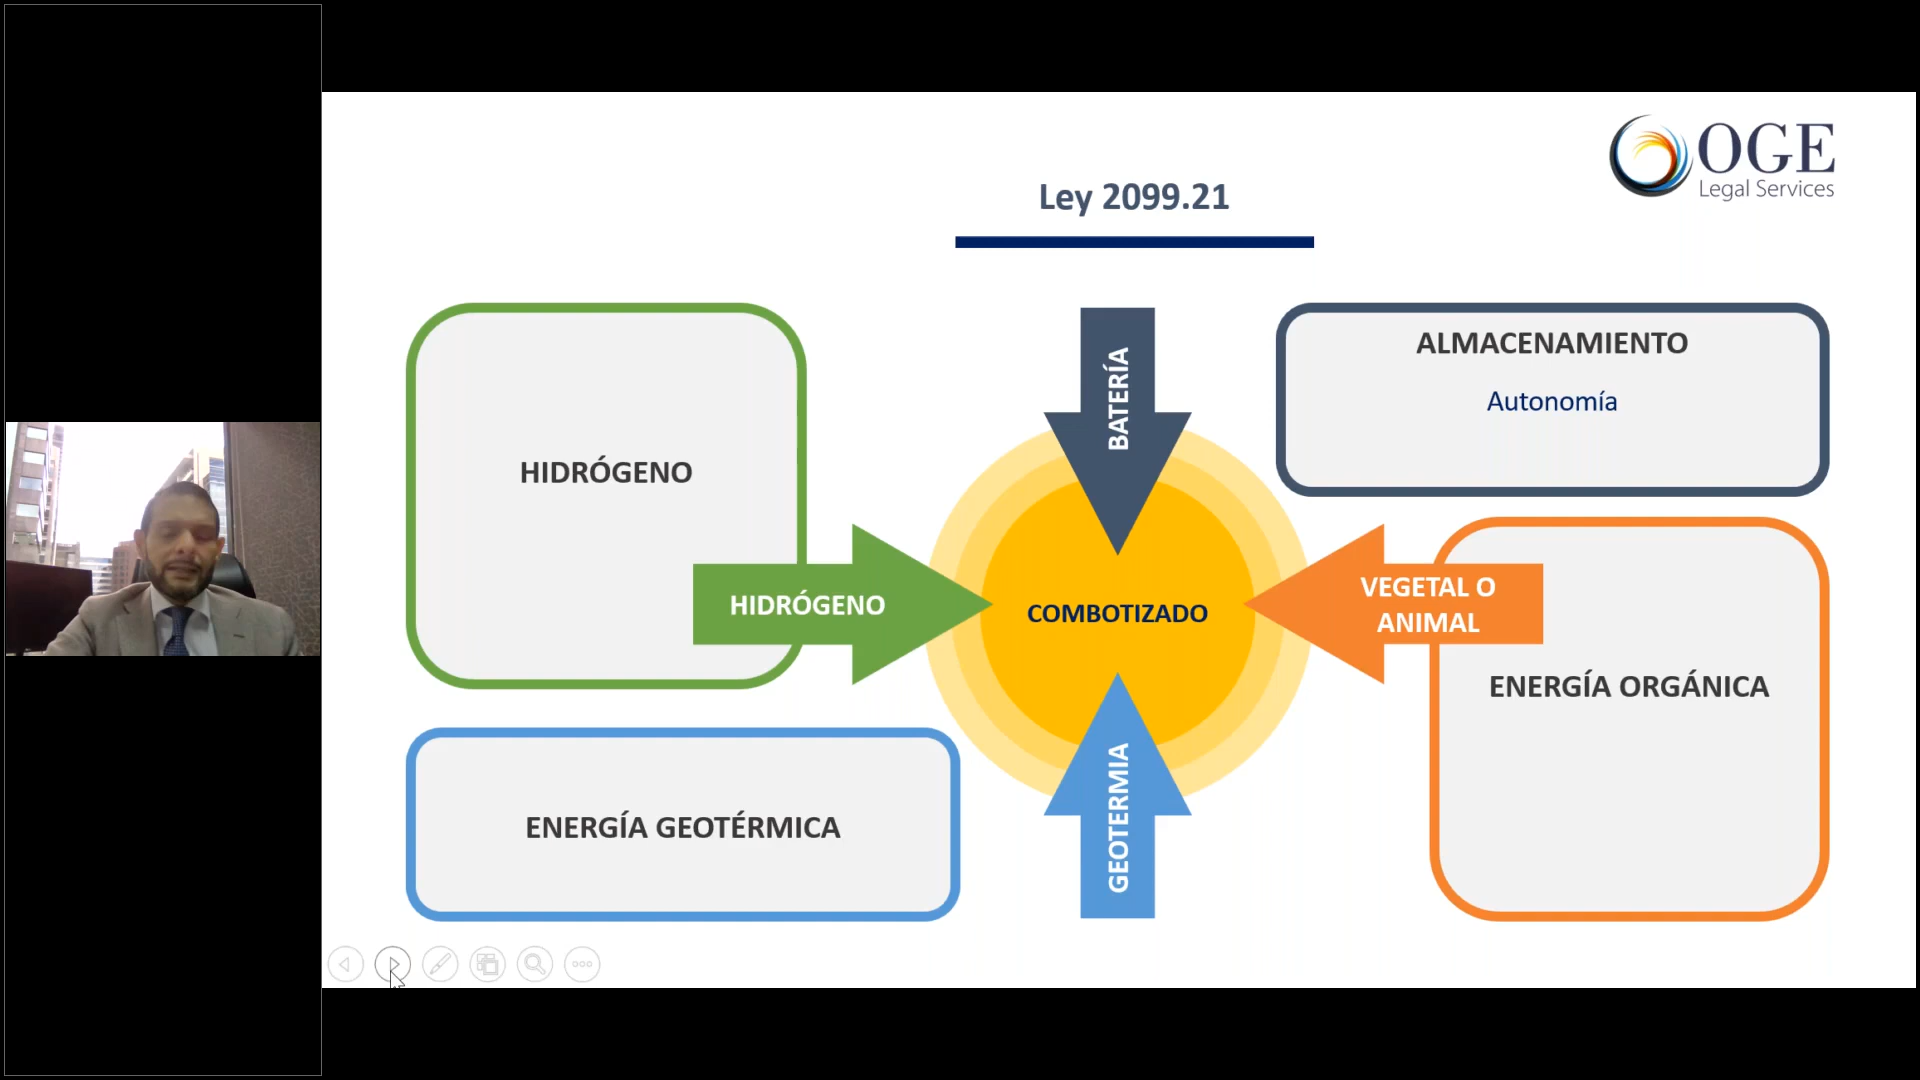 OGE
Legal Services
Ley 2099.21
HIDRÓGENO
BATERÍA
ALMACENAMIENTO
Autonomía
HIDRÓGENO
COMBOTIZADO
VEGETAL O
ANIMAL
ENERGÍA ORGÁNICA
ENERGÍA GEOTÉRMICA
GEOTERMIA